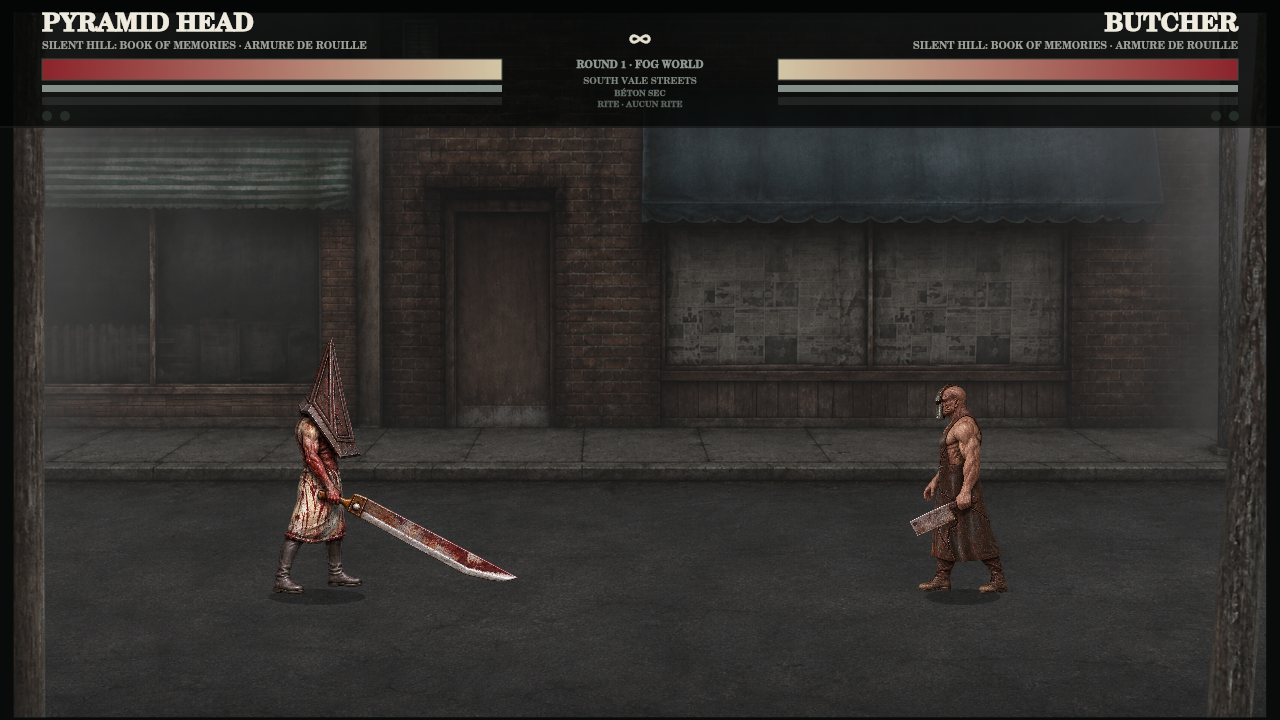 PYRAMID HEAD
SILENT HILL: BOOK OF MEMORIES · ARMURE DE ROUILLE
∞
ROUND 1 · FOG WORLD
SOUTH VALE STREETS
BÉTON SEC
RITE · AUCUN RITE
BUTCHER
SILENT HILL: BOOK OF MEMORIES · ARMURE DE ROUILLE